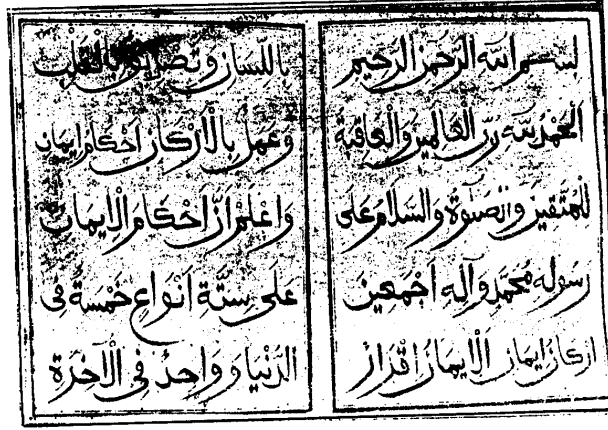 بسم الله الرحمن الرحيم
الحمد لله رب العالمين والعاقبة
للمتقين والصلوة والسلام على
رسوله محمد وآله اجمعين
اركان ايمان الايمان اقرار
باللسان وتصديق بالقلب
وعمل بالاركان احكام ايمان
واعلم ان احكام الايمان
على ستة انواع خمسة فى
الدنيا وواحد فى الآخرة